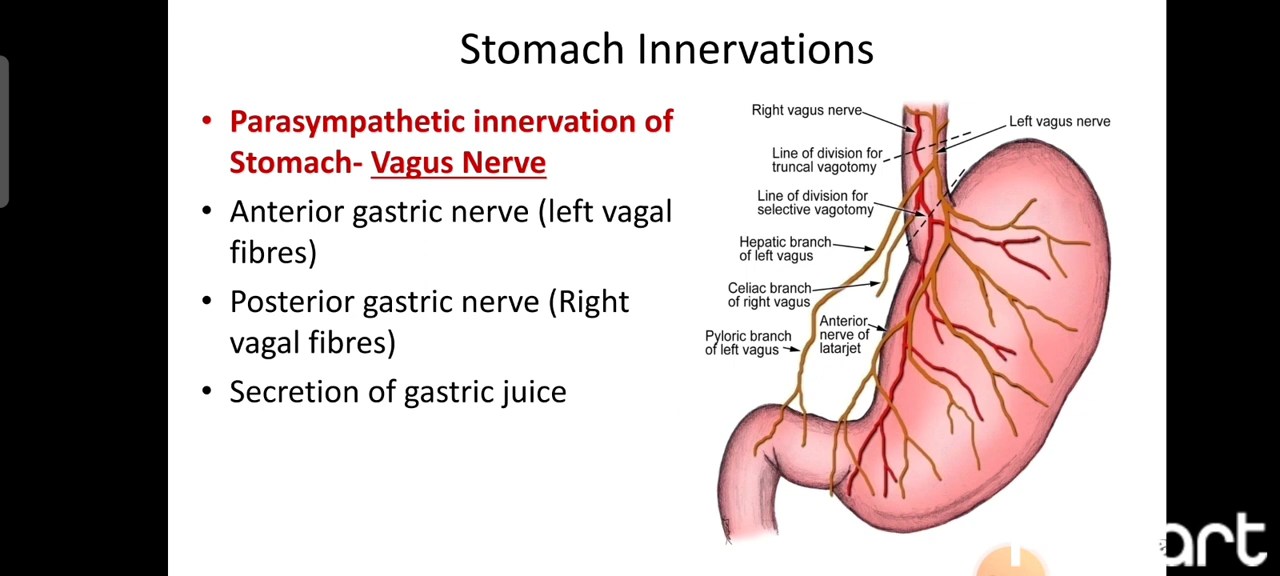 Stomach Innervations
• Parasympathetic innervation of
Stomach- Vagus Nerve
• Anterior gastric nerve (left vagal
fibres)
• Posterior gastric nerve (Right
vagal fibres)
• Secretion of gastric juice
Right vagus nerve
Left vagus nerve
Line of division for
truncal vagotomy
Line of division for
selective vagotomy
Hepatic branch
of left vagus
Celiac branch
of right vagus
Anterior
nerve of
latarjet
Pyloric branch
of left vagus
art